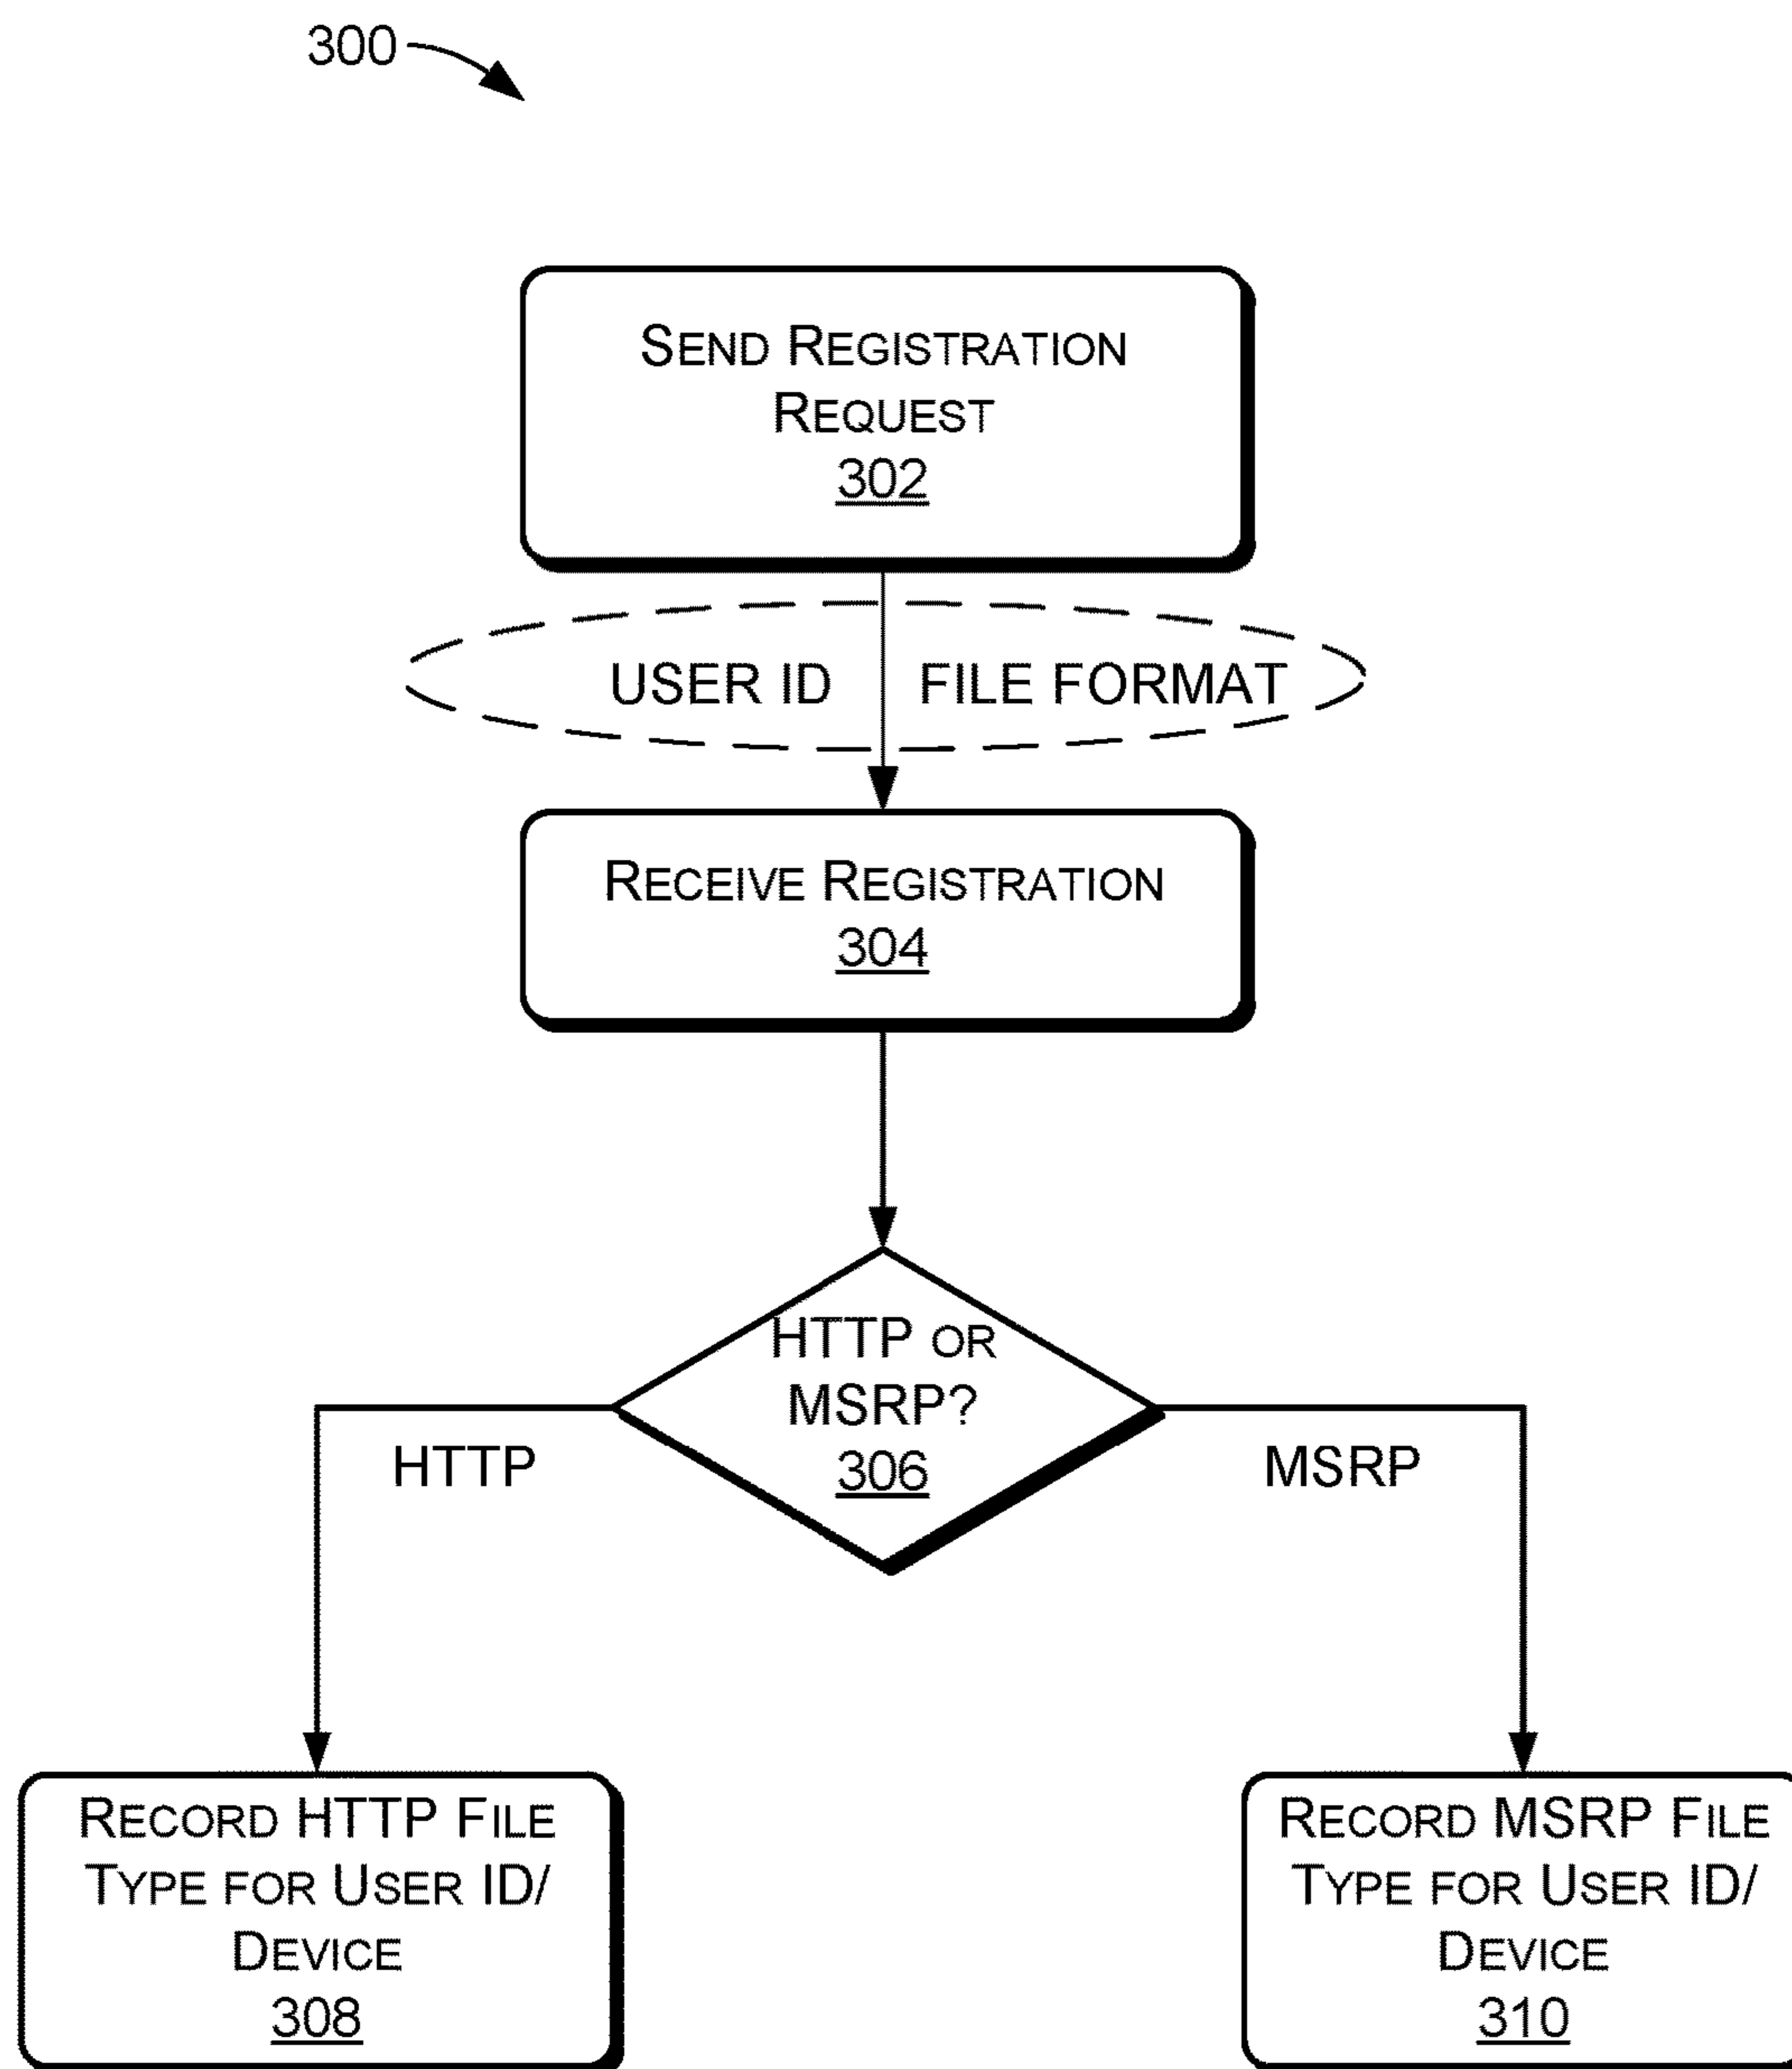 300
SEND REGISTRATION
REQUEST
302
USER ID FILE FORMAT
RECEIVE REGISTRATION
304
HTTP OR
MSRP?
306
HTTP
MSRP
RECORD HTTP FILE
TYPE FOR USER ID/
DEVICE
308
RECORD MSRP FILE
TYPE FOR USER ID/
DEVICE
310